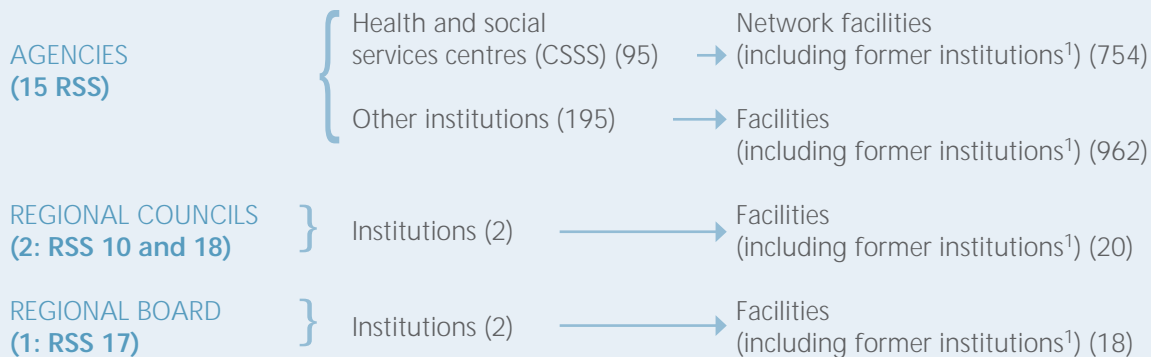 AGENCIES
(15 RSS)
Health and social
services centres (CSSS) (95)
Network facilities
(including former institutions¹) (754)
Other institutions (195)
Facilities
(including former institutions¹) (962)
REGIONAL COUNCILS
(2: RSS 10 and 18)
Institutions (2)
Facilities
(including former institutions¹) (20)
REGIONAL BOARD
(1: RSS 17)
Institutions (2)
Facilities
(including former institutions¹) (18)